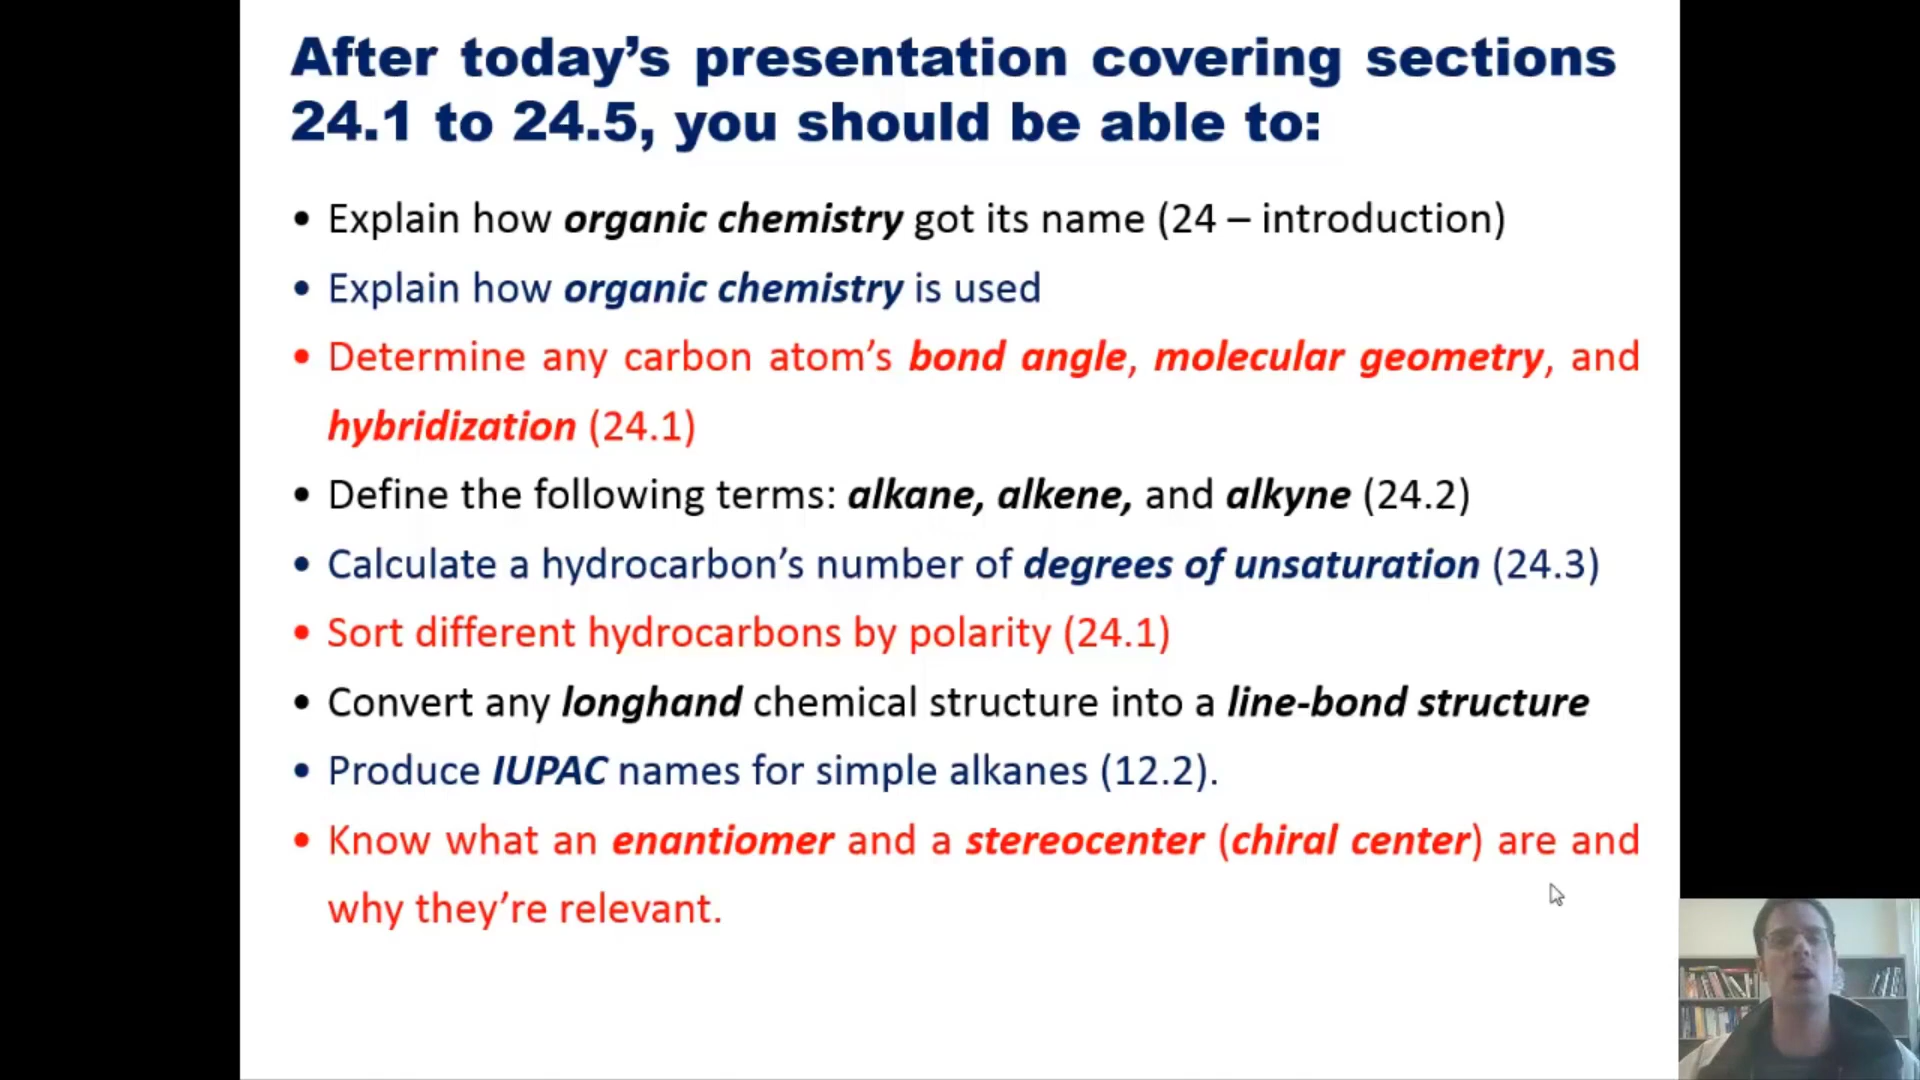 After today’s presentation covering sections
24.1 to 24.5, you should be able to:
• Explain how organic chemistry got its name (24 – introduction)
• Explain how organic chemistry is used
• Determine any carbon atom’s bond angle, molecular geometry, and
hybridization (24.1)
• Define the following terms: alkane, alkene, and alkyne (24.2)
• Calculate a hydrocarbon’s number of degrees of unsaturation (24.3)
• Sort different hydrocarbons by polarity (24.1)
• Convert any longhand chemical structure into a line-bond structure
• Produce IUPAC names for simple alkanes (12.2).
• Know what an enantiomer and a stereocenter (chiral center) are and
why they’re relevant.